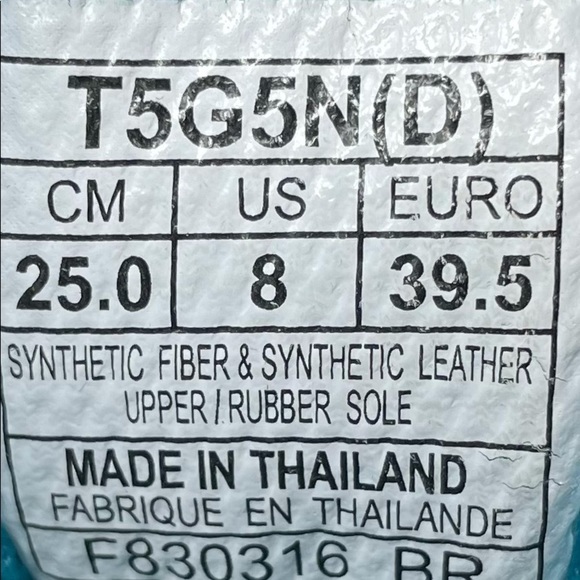 T5G5N(D)
CM US EURO
25.0 8 39.5
SYNTHETIC FIBER & SYNTHETIC LEATHER
UPPER / RUBBER SOLE
MADE IN THAILAND
FABRIQUE EN THAILANDE
F830316